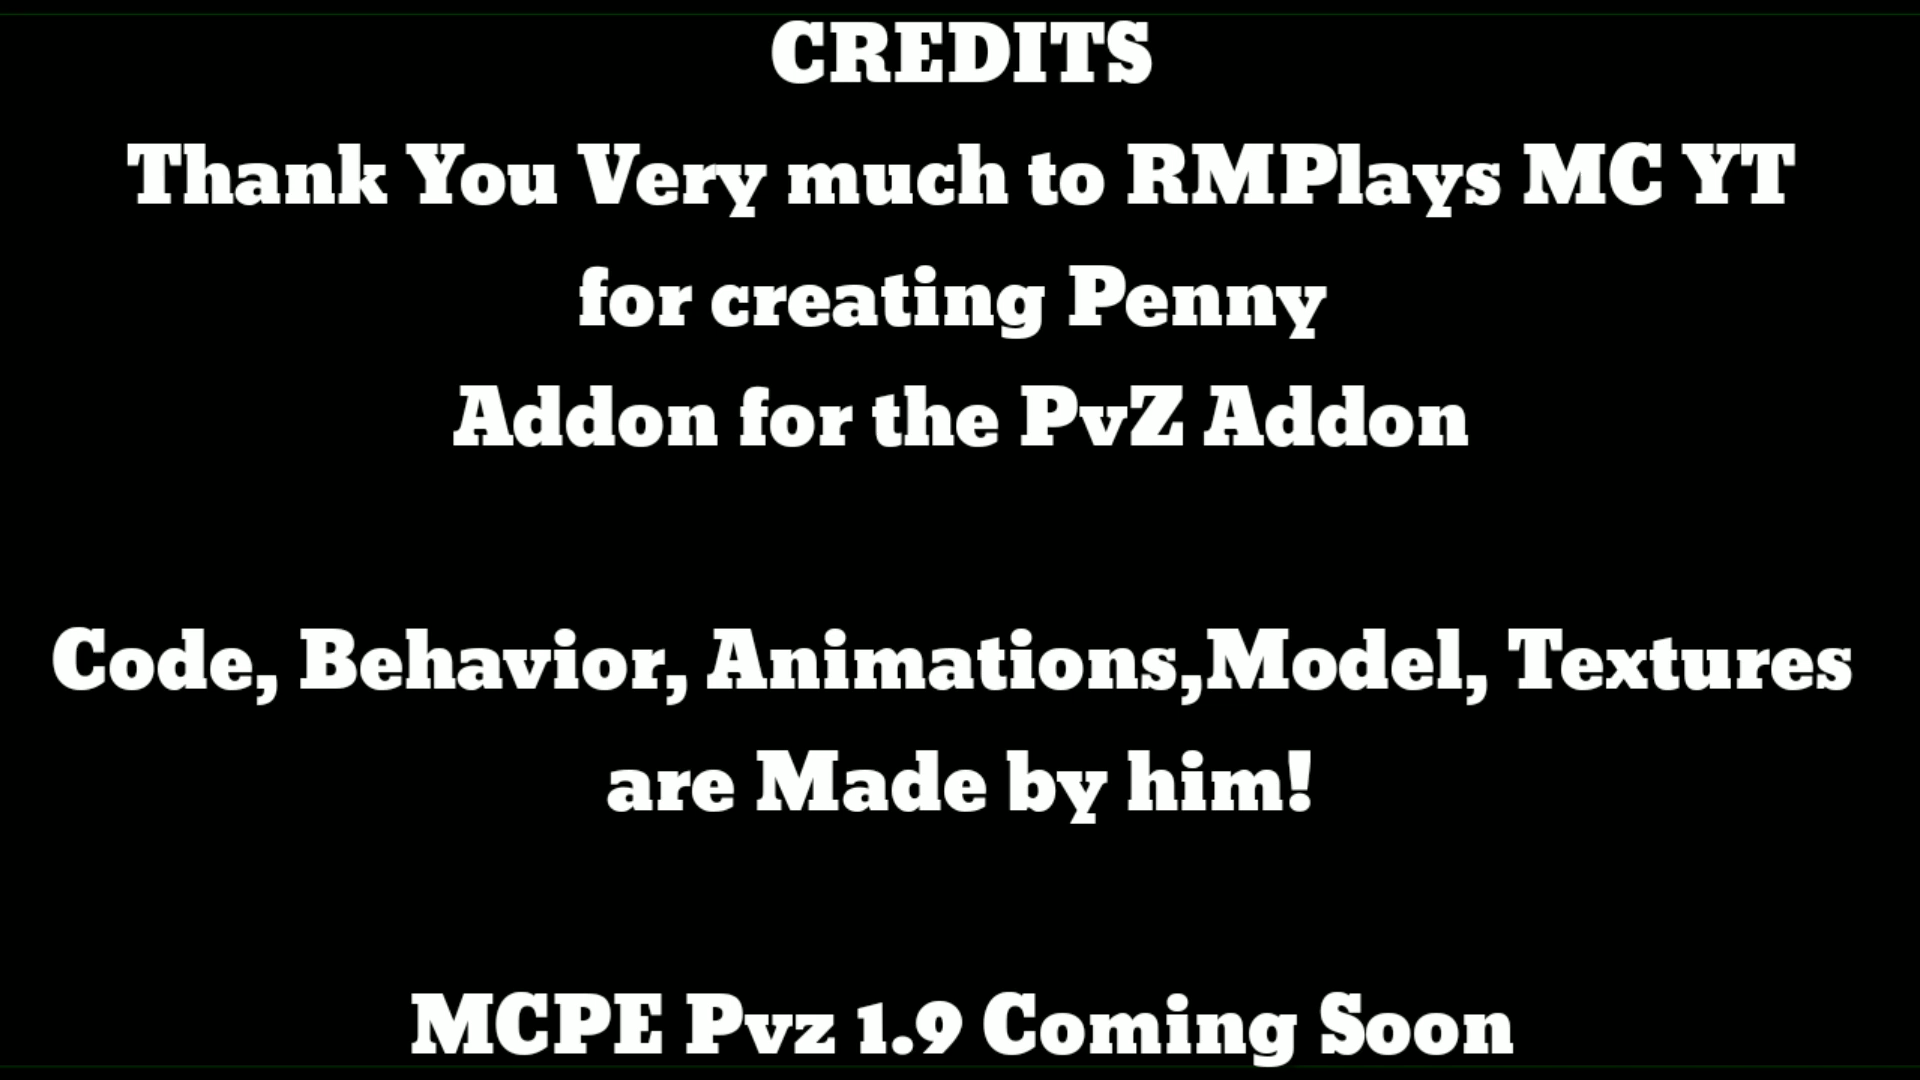 CREDITS
Thank You Very much to RMPlays MC YT
for creating Penny
Addon for the PvZ Addon
Code, Behavior, Animations,Model, Textures
are Made by him!
MCPE Pvz 1.9 Coming Soon